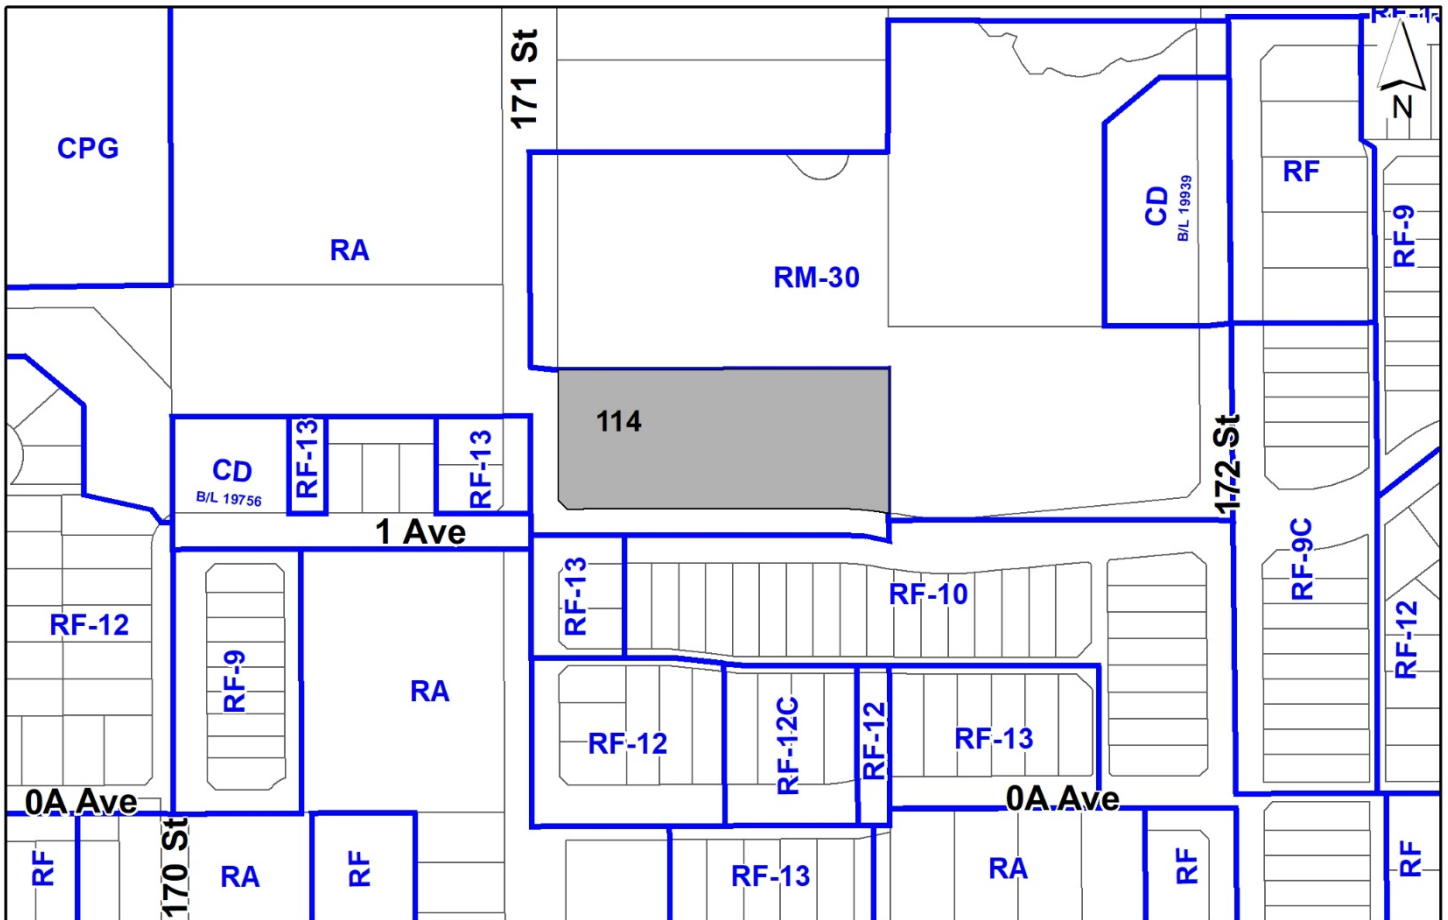 RF-13
171 St
N
CPG
RF
CD
B/L 19939
RF-9
RA
RM-30
114
RF-13
RF-13
CD
B/L 19756
172 St
1 Ave
RF-9C
RF-13
RF-10
RF-12
RF-12
RF-9
RA
RF-12
RF-12C
RF-12
RF-13
0A Ave
0A Ave
170 St
RF
RA
RF
RF-13
RA
RF
RF